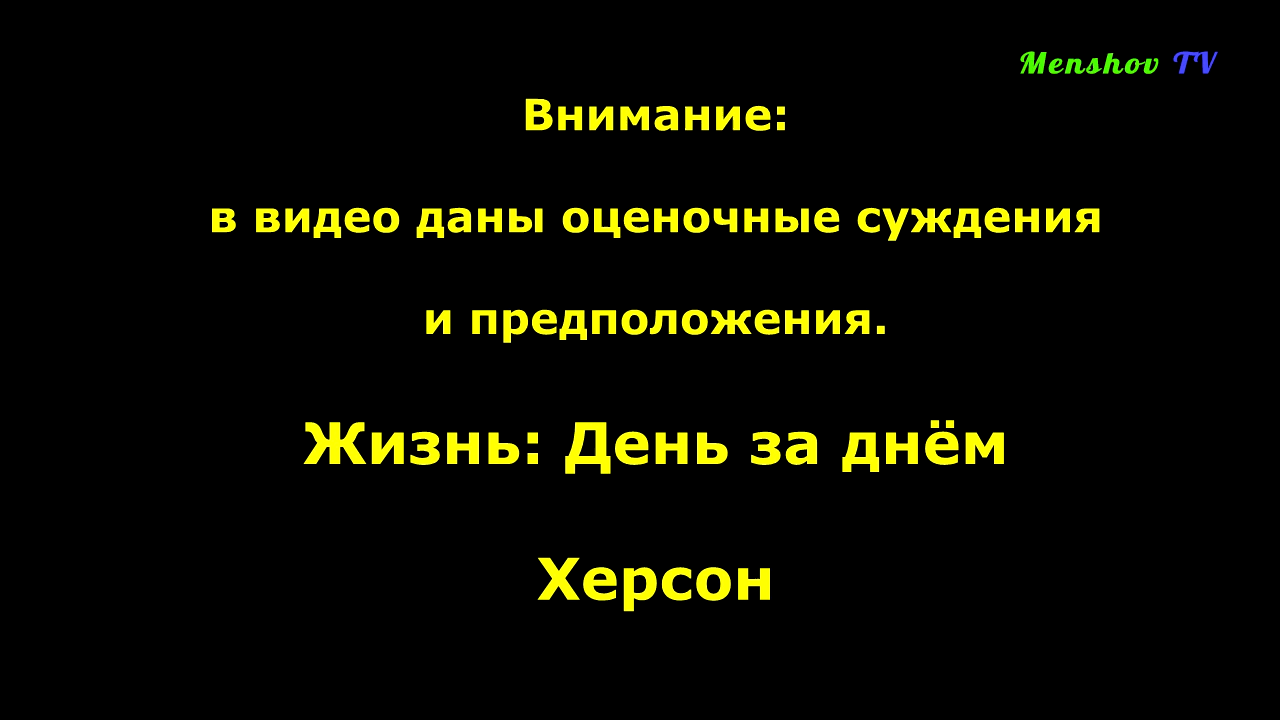 Menshov TV
Внимание:
в видео даны оценочные суждения
и предположения.
Жизнь: День за днём
Херсон